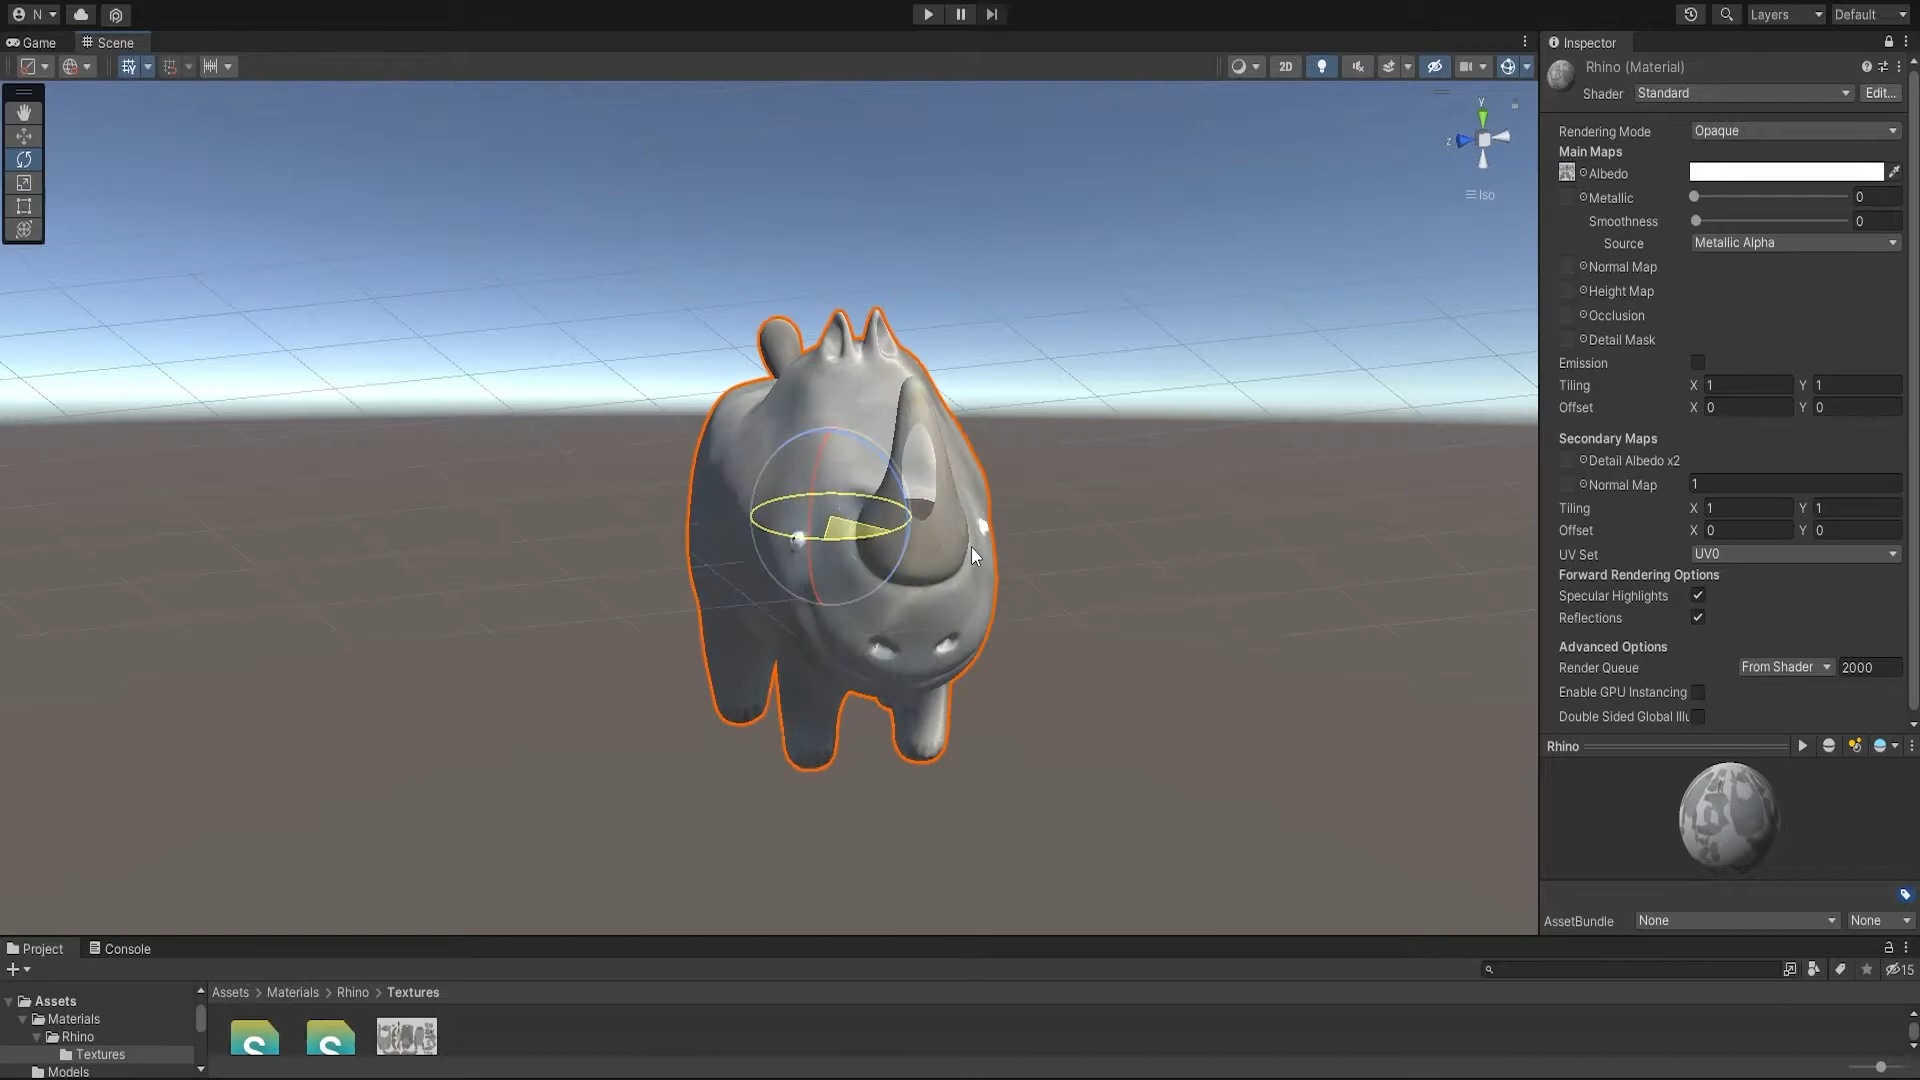 N
Layers
Default
Game
Scene
2D
y
z
Iso
Inspector
Rhino (Material)
Shader
Standard
Edit...
Rendering Mode
Opaque
Main Maps
Albedo
Metallic
0
Smoothness
0
Source
Metallic Alpha
Normal Map
Height Map
Occlusion
Detail Mask
Emission
Tiling X 1 Y 1
Offset X 0 Y 0
Secondary Maps
Detail Albedo x2
Normal Map 1
Tiling X 1 Y 1
Offset X 0 Y 0
UV Set UV0
Forward Rendering Options
Specular Highlights
Reflections
Advanced Options
Render Queue From Shader 2000
Enable GPU Instancing
Double Sided Global Illu
Rhino
AssetBundle None None
Project
Console
15
Assets > Materials > Rhino > Textures
Assets
Materials
Rhino
Textures
Models
S
S